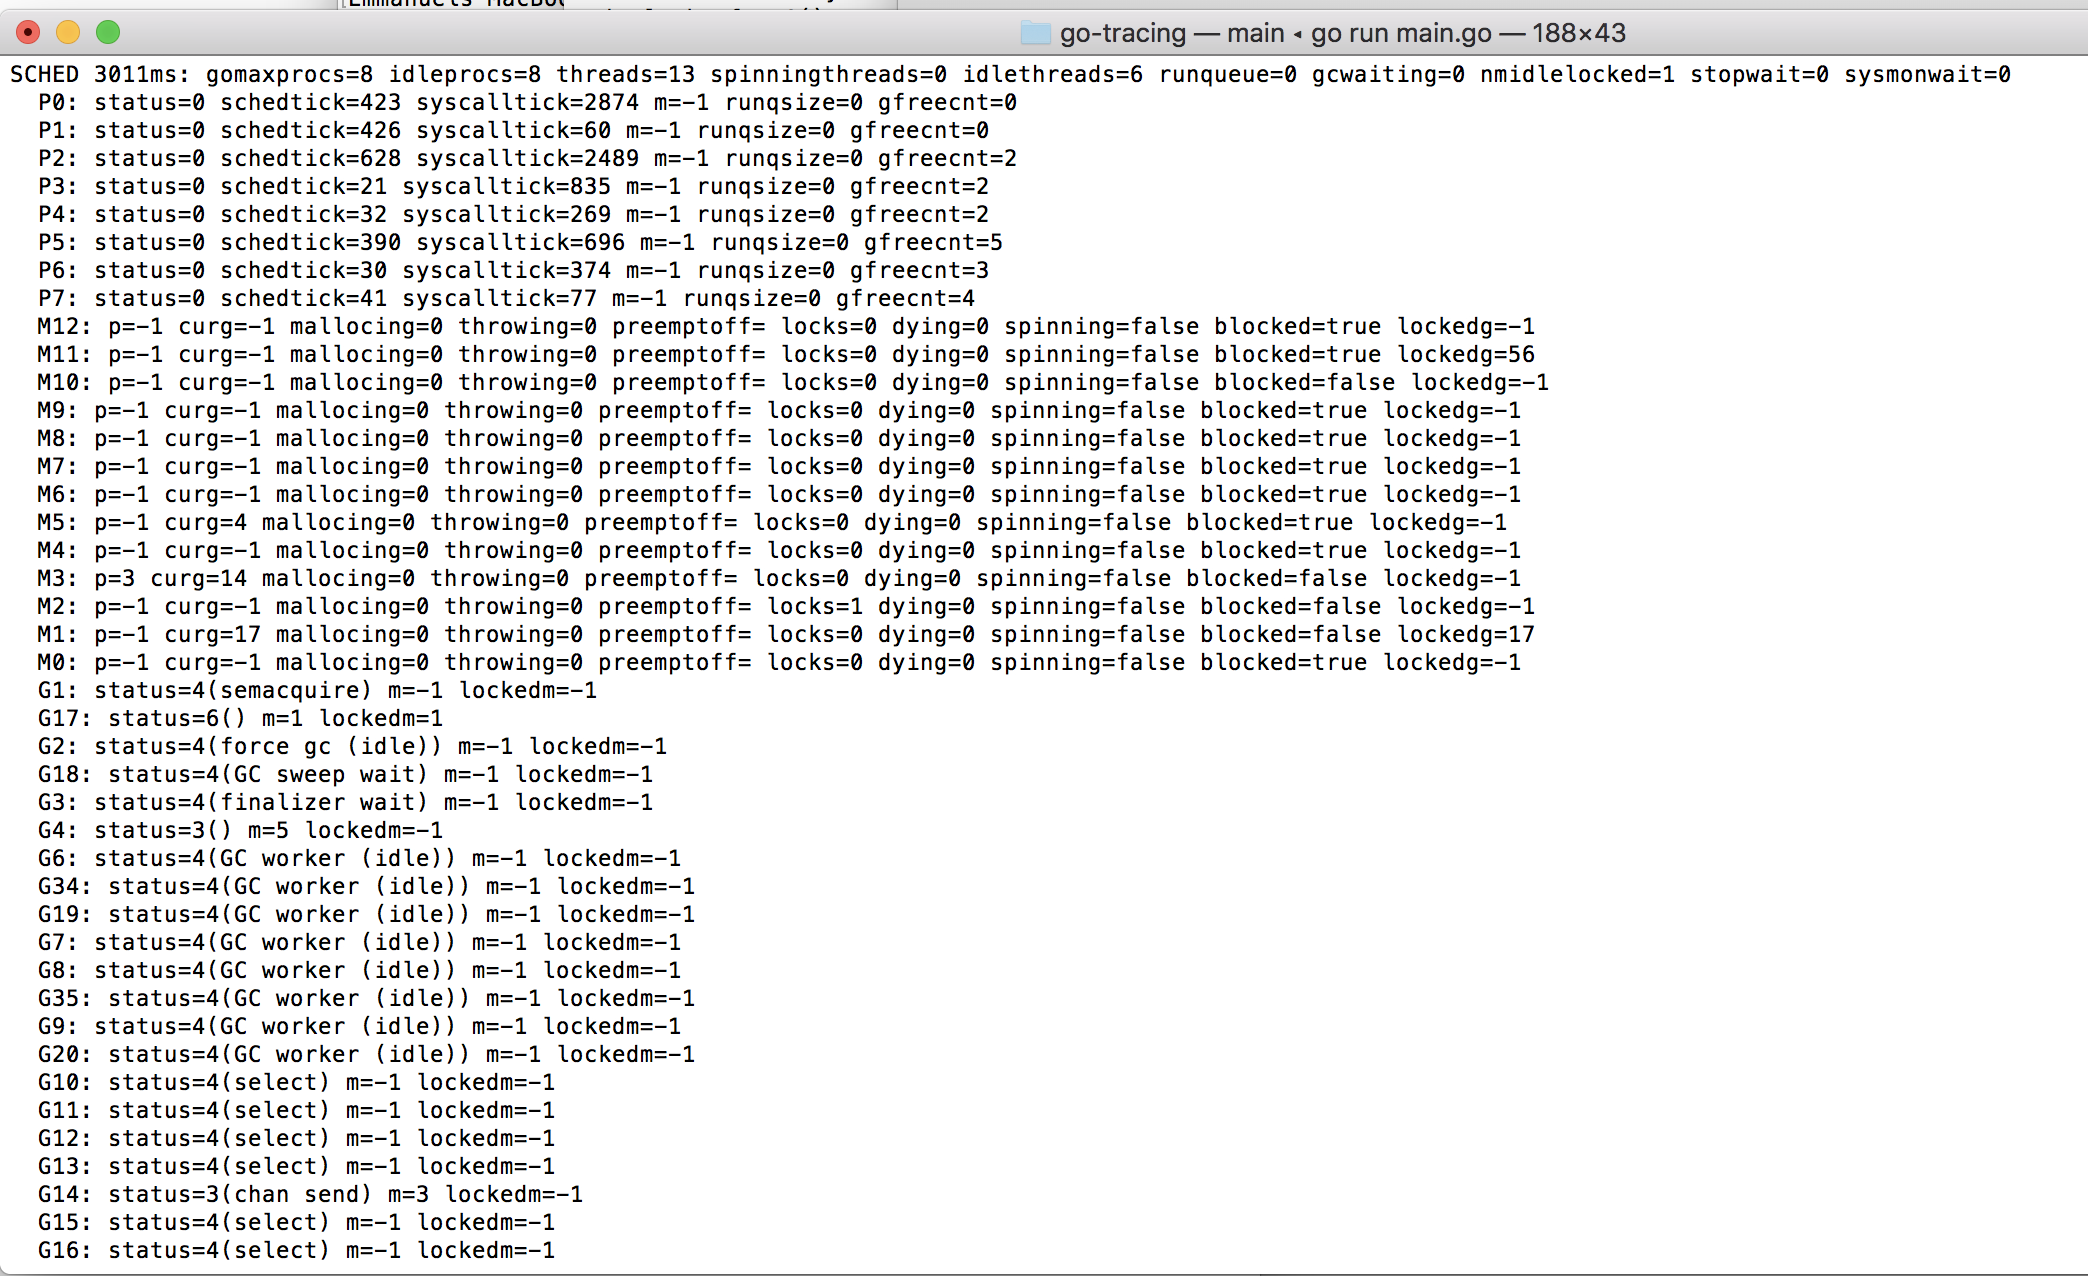 go-tracing — main ◂ go run main.go — 188×43
SCHED 3011ms: gomaxprocs=8 idleprocs=8 threads=13 spinningthreads=0 idlethreads=6 runqueue=0 gcwaiting=0 nmidlelocked=1 stopwait=0 sysmonwait=0
P0: status=0 schedtick=423 syscalltick=2874 m=-1 runqsize=0 gfreecnt=0
P1: status=0 schedtick=426 syscalltick=60 m=-1 runqsize=0 gfreecnt=0
P2: status=0 schedtick=628 syscalltick=2489 m=-1 runqsize=0 gfreecnt=2
P3: status=0 schedtick=21 syscalltick=835 m=-1 runqsize=0 gfreecnt=2
P4: status=0 schedtick=32 syscalltick=269 m=-1 runqsize=0 gfreecnt=2
P5: status=0 schedtick=390 syscalltick=696 m=-1 runqsize=0 gfreecnt=5
P6: status=0 schedtick=30 syscalltick=374 m=-1 runqsize=0 gfreecnt=3
P7: status=0 schedtick=41 syscalltick=77 m=-1 runqsize=0 gfreecnt=4
M12: p=-1 curg=-1 mallocing=0 throwing=0 preemptoff= locks=0 dying=0 spinning=false blocked=true lockedg=-1
M11: p=-1 curg=-1 mallocing=0 throwing=0 preemptoff= locks=0 dying=0 spinning=false blocked=true lockedg=56
M10: p=-1 curg=-1 mallocing=0 throwing=0 preemptoff= locks=0 dying=0 spinning=false blocked=false lockedg=-1
M9: p=-1 curg=-1 mallocing=0 throwing=0 preemptoff= locks=0 dying=0 spinning=false blocked=true lockedg=-1
M8: p=-1 curg=-1 mallocing=0 throwing=0 preemptoff= locks=0 dying=0 spinning=false blocked=true lockedg=-1
M7: p=-1 curg=-1 mallocing=0 throwing=0 preemptoff= locks=0 dying=0 spinning=false blocked=true lockedg=-1
M6: p=-1 curg=-1 mallocing=0 throwing=0 preemptoff= locks=0 dying=0 spinning=false blocked=true lockedg=-1
M5: p=-1 curg=4 mallocing=0 throwing=0 preemptoff= locks=0 dying=0 spinning=false blocked=true lockedg=-1
M4: p=-1 curg=-1 mallocing=0 throwing=0 preemptoff= locks=0 dying=0 spinning=false blocked=true lockedg=-1
M3: p=3 curg=14 mallocing=0 throwing=0 preemptoff= locks=0 dying=0 spinning=false blocked=false lockedg=-1
M2: p=-1 curg=-1 mallocing=0 throwing=0 preemptoff= locks=1 dying=0 spinning=false blocked=false lockedg=-1
M1: p=-1 curg=17 mallocing=0 throwing=0 preemptoff= locks=0 dying=0 spinning=false blocked=false lockedg=17
M0: p=-1 curg=-1 mallocing=0 throwing=0 preemptoff= locks=0 dying=0 spinning=false blocked=true lockedg=-1
G1: status=4(semacquire) m=-1 lockedm=-1
G17: status=6() m=1 lockedm=1
G2: status=4(force gc (idle)) m=-1 lockedm=-1
G18: status=4(GC sweep wait) m=-1 lockedm=-1
G3: status=4(finalizer wait) m=-1 lockedm=-1
G4: status=3() m=5 lockedm=-1
G6: status=4(GC worker (idle)) m=-1 lockedm=-1
G34: status=4(GC worker (idle)) m=-1 lockedm=-1
G19: status=4(GC worker (idle)) m=-1 lockedm=-1
G7: status=4(GC worker (idle)) m=-1 lockedm=-1
G8: status=4(GC worker (idle)) m=-1 lockedm=-1
G35: status=4(GC worker (idle)) m=-1 lockedm=-1
G9: status=4(GC worker (idle)) m=-1 lockedm=-1
G20: status=4(GC worker (idle)) m=-1 lockedm=-1
G10: status=4(select) m=-1 lockedm=-1
G11: status=4(select) m=-1 lockedm=-1
G12: status=4(select) m=-1 lockedm=-1
G13: status=4(select) m=-1 lockedm=-1
G14: status=3(chan send) m=3 lockedm=-1
G15: status=4(select) m=-1 lockedm=-1
G16: status=4(select) m=-1 lockedm=-1